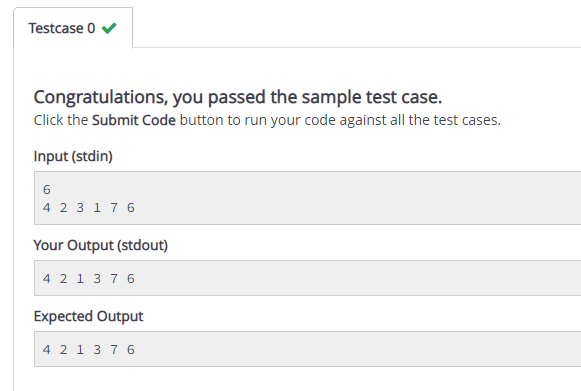 Testcase 0
Congratulations, you passed the sample test case.
Click the Submit Code button to run your code against all the test cases.
Input (stdin)
6
4 2 3 1 7 6
Your Output (stdout)
4 2 1 3 7 6
Expected Output
4 2 1 3 7 6